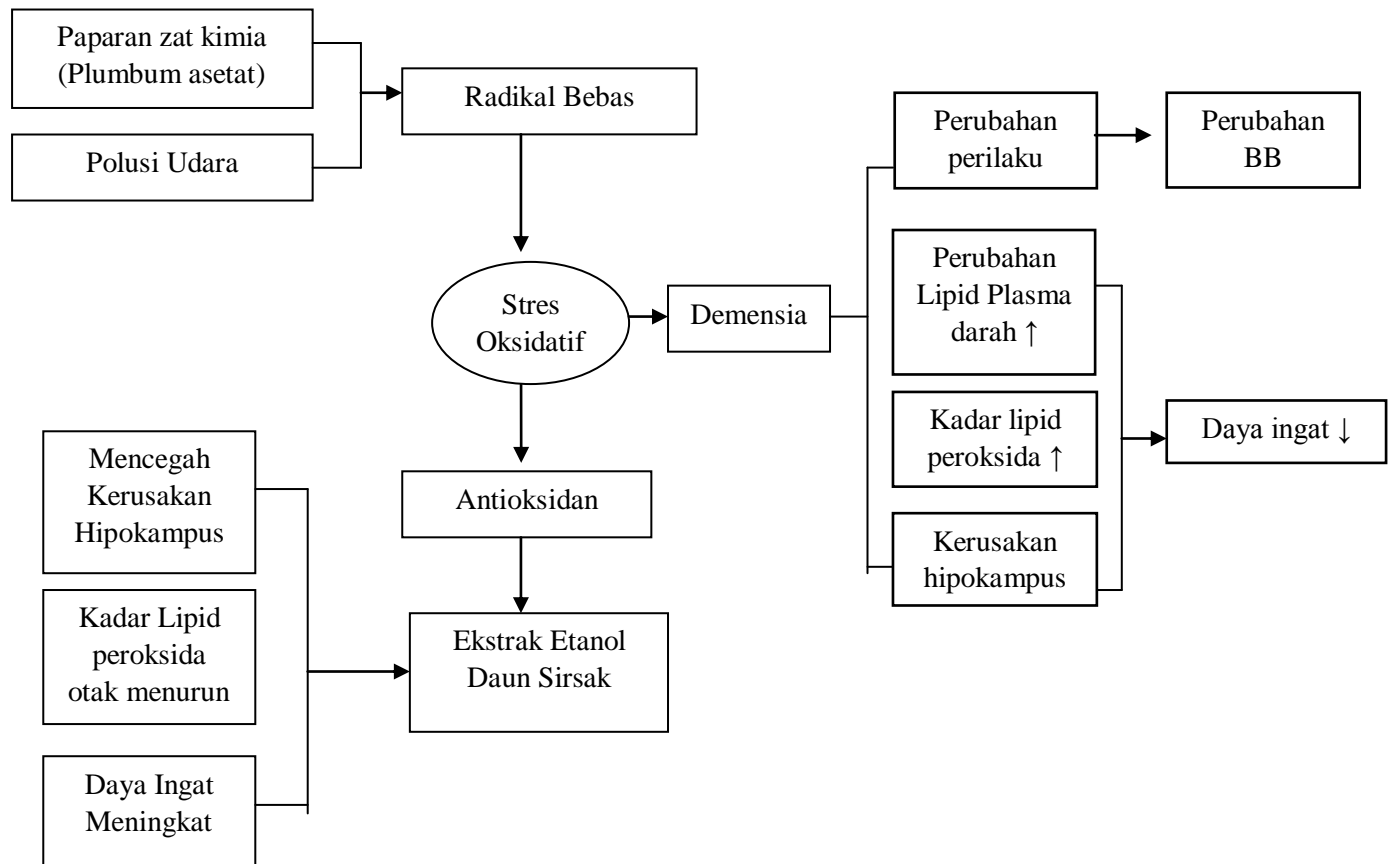 Paparan zat kimia
(Plumbum asetat)
Polusi Udara
Radikal Bebas
Stres
Oksidatif
Demensia
Perubahan
perilaku
Perubahan
BB
Perubahan
Lipid Plasma
darah ↑
Kadar lipid
peroksida ↑
Kerusakan
hipokampus
Daya ingat ↓
Antioksidan
Ekstrak Etanol
Daun Sirsak
Mencegah
Kerusakan
Hipokampus
Kadar Lipid
peroksida
otak menurun
Daya Ingat
Meningkat